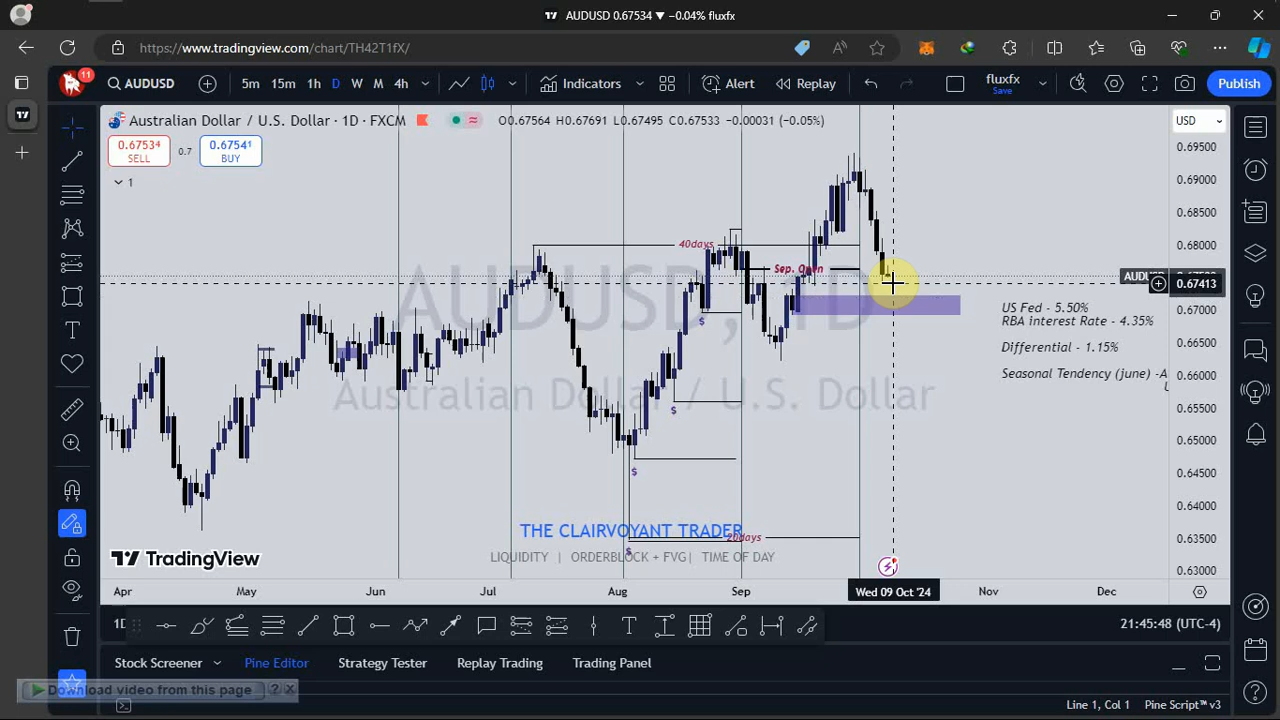 AUDUSD 0.67534 ▼ −0.04% fluxfx
https://www.tradingview.com/chart/TH42T1fX/
11
AUDUSD
5m 15m 1h D W M 4h
Indicators
Alert
Replay
fluxfx
Save
Publish
Australian Dollar / U.S. Dollar · 1D · FXCM
O0.67564 H0.67691 L0.67495 C0.67533 −0.00031 (−0.05%)
USD
0.67534
SELL
0.7
0.67541
BUY
1
0.69500
0.69000
0.68500
0.68000
0.67413
0.67000
0.66500
0.66000
0.65500
0.65000
0.64500
0.64000
0.63500
0.63000
40days
Sep. Open
AUDUSD, 1D
Australian Dollar / U.S. Dollar
$
$
$
$
US Fed - 5.50%
RBA interest Rate - 4.35%
Differential - 1.15%
Seasonal Tendency (june) -A
THE CLAIRVOYANT TRADER
20days
LIQUIDITY | ORDERBLOCK + FVG| TIME OF DAY
TradingView
Apr May Jun Jul Aug Sep Wed 09 Oct '24 Nov Dec
21:45:48 (UTC-4)
Stock Screener Pine Editor Strategy Tester Replay Trading Trading Panel
Download video from this page ? X
Line 1, Col 1 Pine Script™ v3